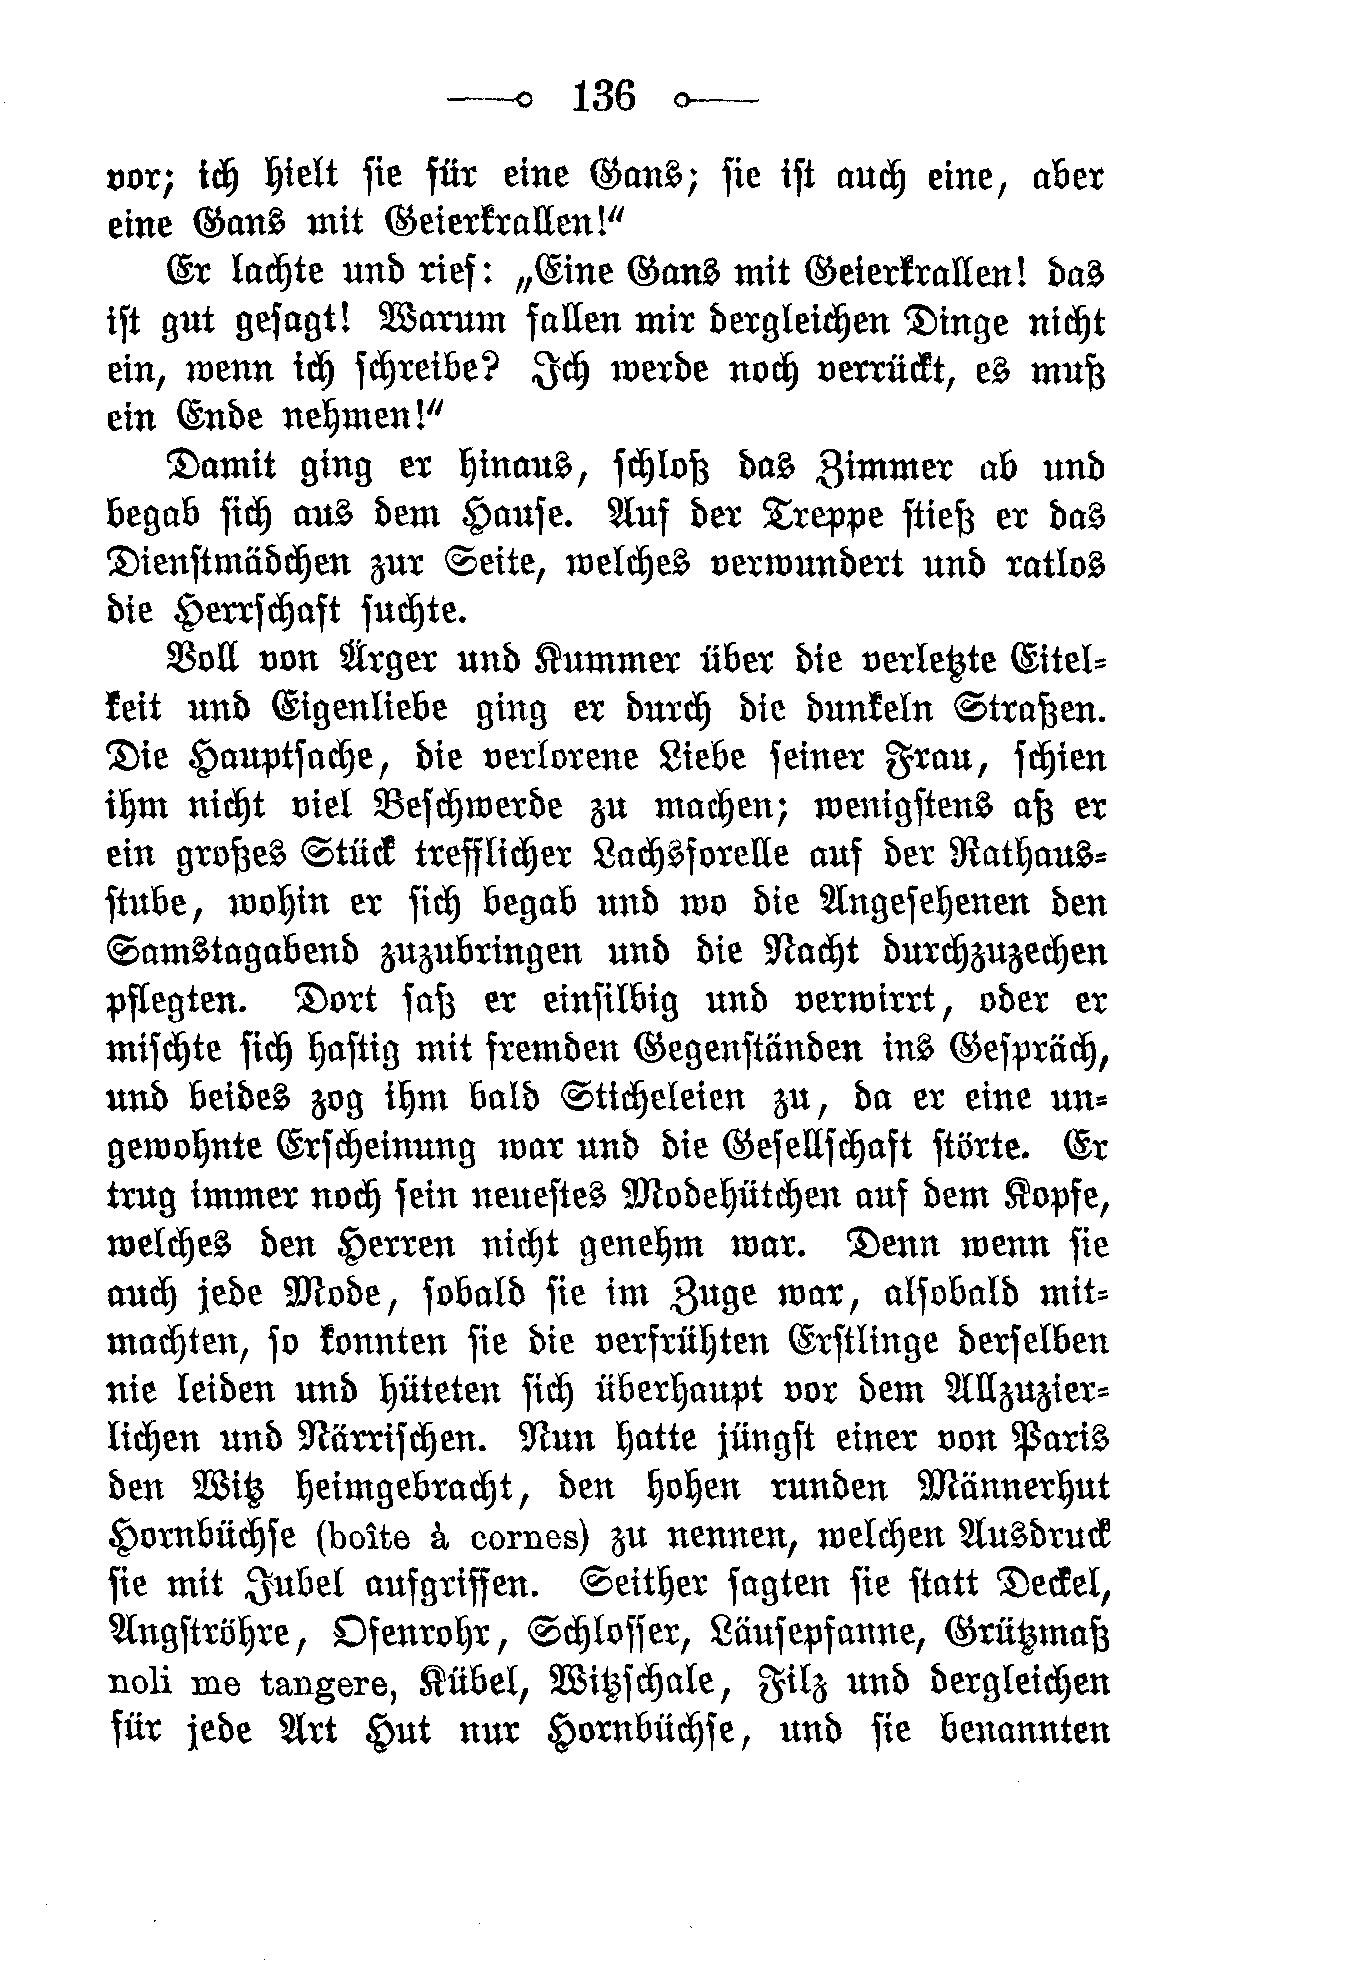 136
vor; ich hielt sie für eine Gans; sie ist auch eine, aber
eine Gans mit Geierkrallen!“
Er lachte und rief: „Eine Gans mit Geierkrallen! das
ist gut gesagt! Warum fallen mir dergleichen Dinge nicht
ein, wenn ich schreibe? Ich werde noch verrückt, es muß
ein Ende nehmen!“
Damit ging er hinaus, schloß das Zimmer ab und
begab sich aus dem Hause. Auf der Treppe stieß er das
Dienstmädchen zur Seite, welches verwundert und ratlos
die Herrschaft suchte.
Voll von Ärger und Kummer über die verletzte Eitel-
keit und Eigenliebe ging er durch die dunkeln Straßen.
Die Hauptsache, die verlorene Liebe seiner Frau, schien
ihm nicht viel Beschwerde zu machen; wenigstens aß er
ein großes Stück trefflicher Lachsforelle auf der Rathaus-
stube, wohin er sich begab und wo die Angesehenen den
Samstagabend zuzubringen und die Nacht durchzuzechen
pflegten. Dort saß er einsilbig und verwirrt, oder er
mischte sich hastig mit fremden Gegenständen ins Gespräch,
und beides zog ihm bald Sticheleien zu, da er eine un-
gewohnte Erscheinung war und die Gesellschaft störte. Er
trug immer noch sein neuestes Modehütchen auf dem Kopfe,
welches den Herren nicht genehm war. Denn wenn sie
auch jede Mode, sobald sie im Zuge war, alsobald mit-
machten, so konnten sie die verfrühten Erstlinge derselben
nie leiden und hüteten sich überhaupt vor dem Allzuzier-
lichen und Närrischen. Nun hatte jüngst einer von Paris
den Witz heimgebracht, den hohen runden Männerhut
Hornbüchse (boîte à cornes) zu nennen, welchen Ausdruck
sie mit Jubel aufgriffen. Seither sagten sie statt Deckel,
Angströhre, Ofenrohr, Schlosser, Läusepfanne, Grützmaß
noli me tangere, Kübel, Witzschale, Filz und dergleichen
für jede Art Hut nur Hornbüchse, und sie benannten